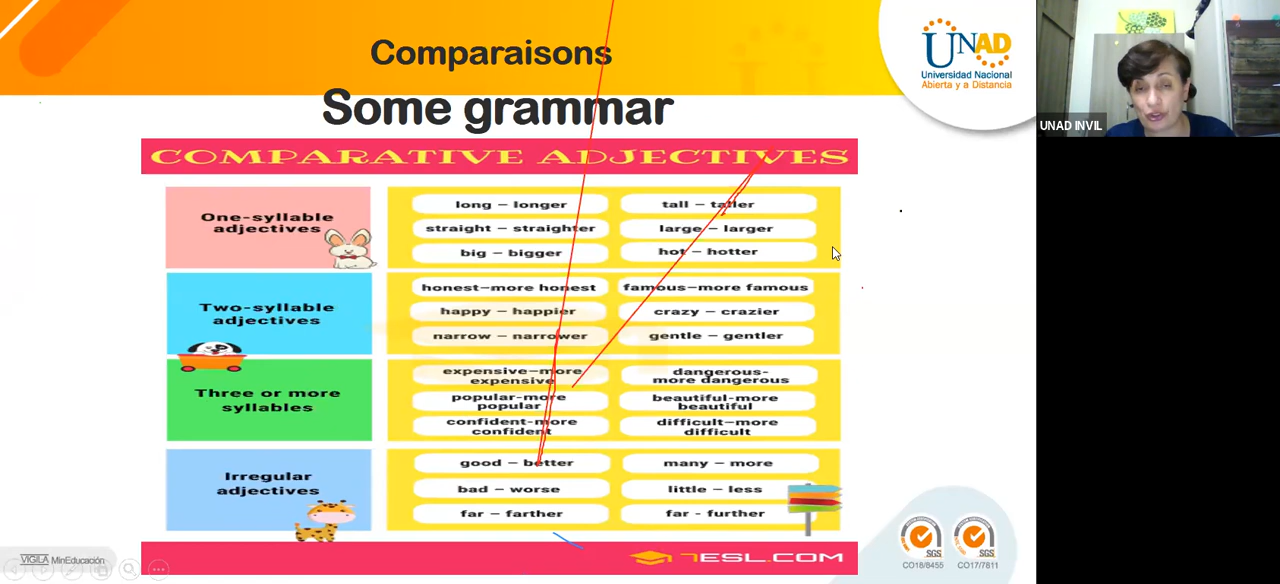 Comparaisons
Some grammar
UNAD
Universidad Nacional
Abierta y a Distancia
UNAD INVIL
COMPARATIVE ADJECTIVES
One-syllable
adjectives
long – longer
tall – taller
straight – straighter
large – larger
big – bigger
hot – hotter
Two-syllable
adjectives
honest–more honest
famous–more famous
happy – happier
crazy – crazier
narrow – narrower
gentle – gentler
Three or more
syllables
expensive–more
expensive
dangerous-
more dangerous
popular-more
popular
beautiful-more
beautiful
confident-more
confident
difficult–more
difficult
Irregular
adjectives
good – better
many – more
bad – worse
little – less
far – farther
far - further
7ESL.COM
VIGILA MinEducación
SGS
SGS
CO18/8455
CO17/7811